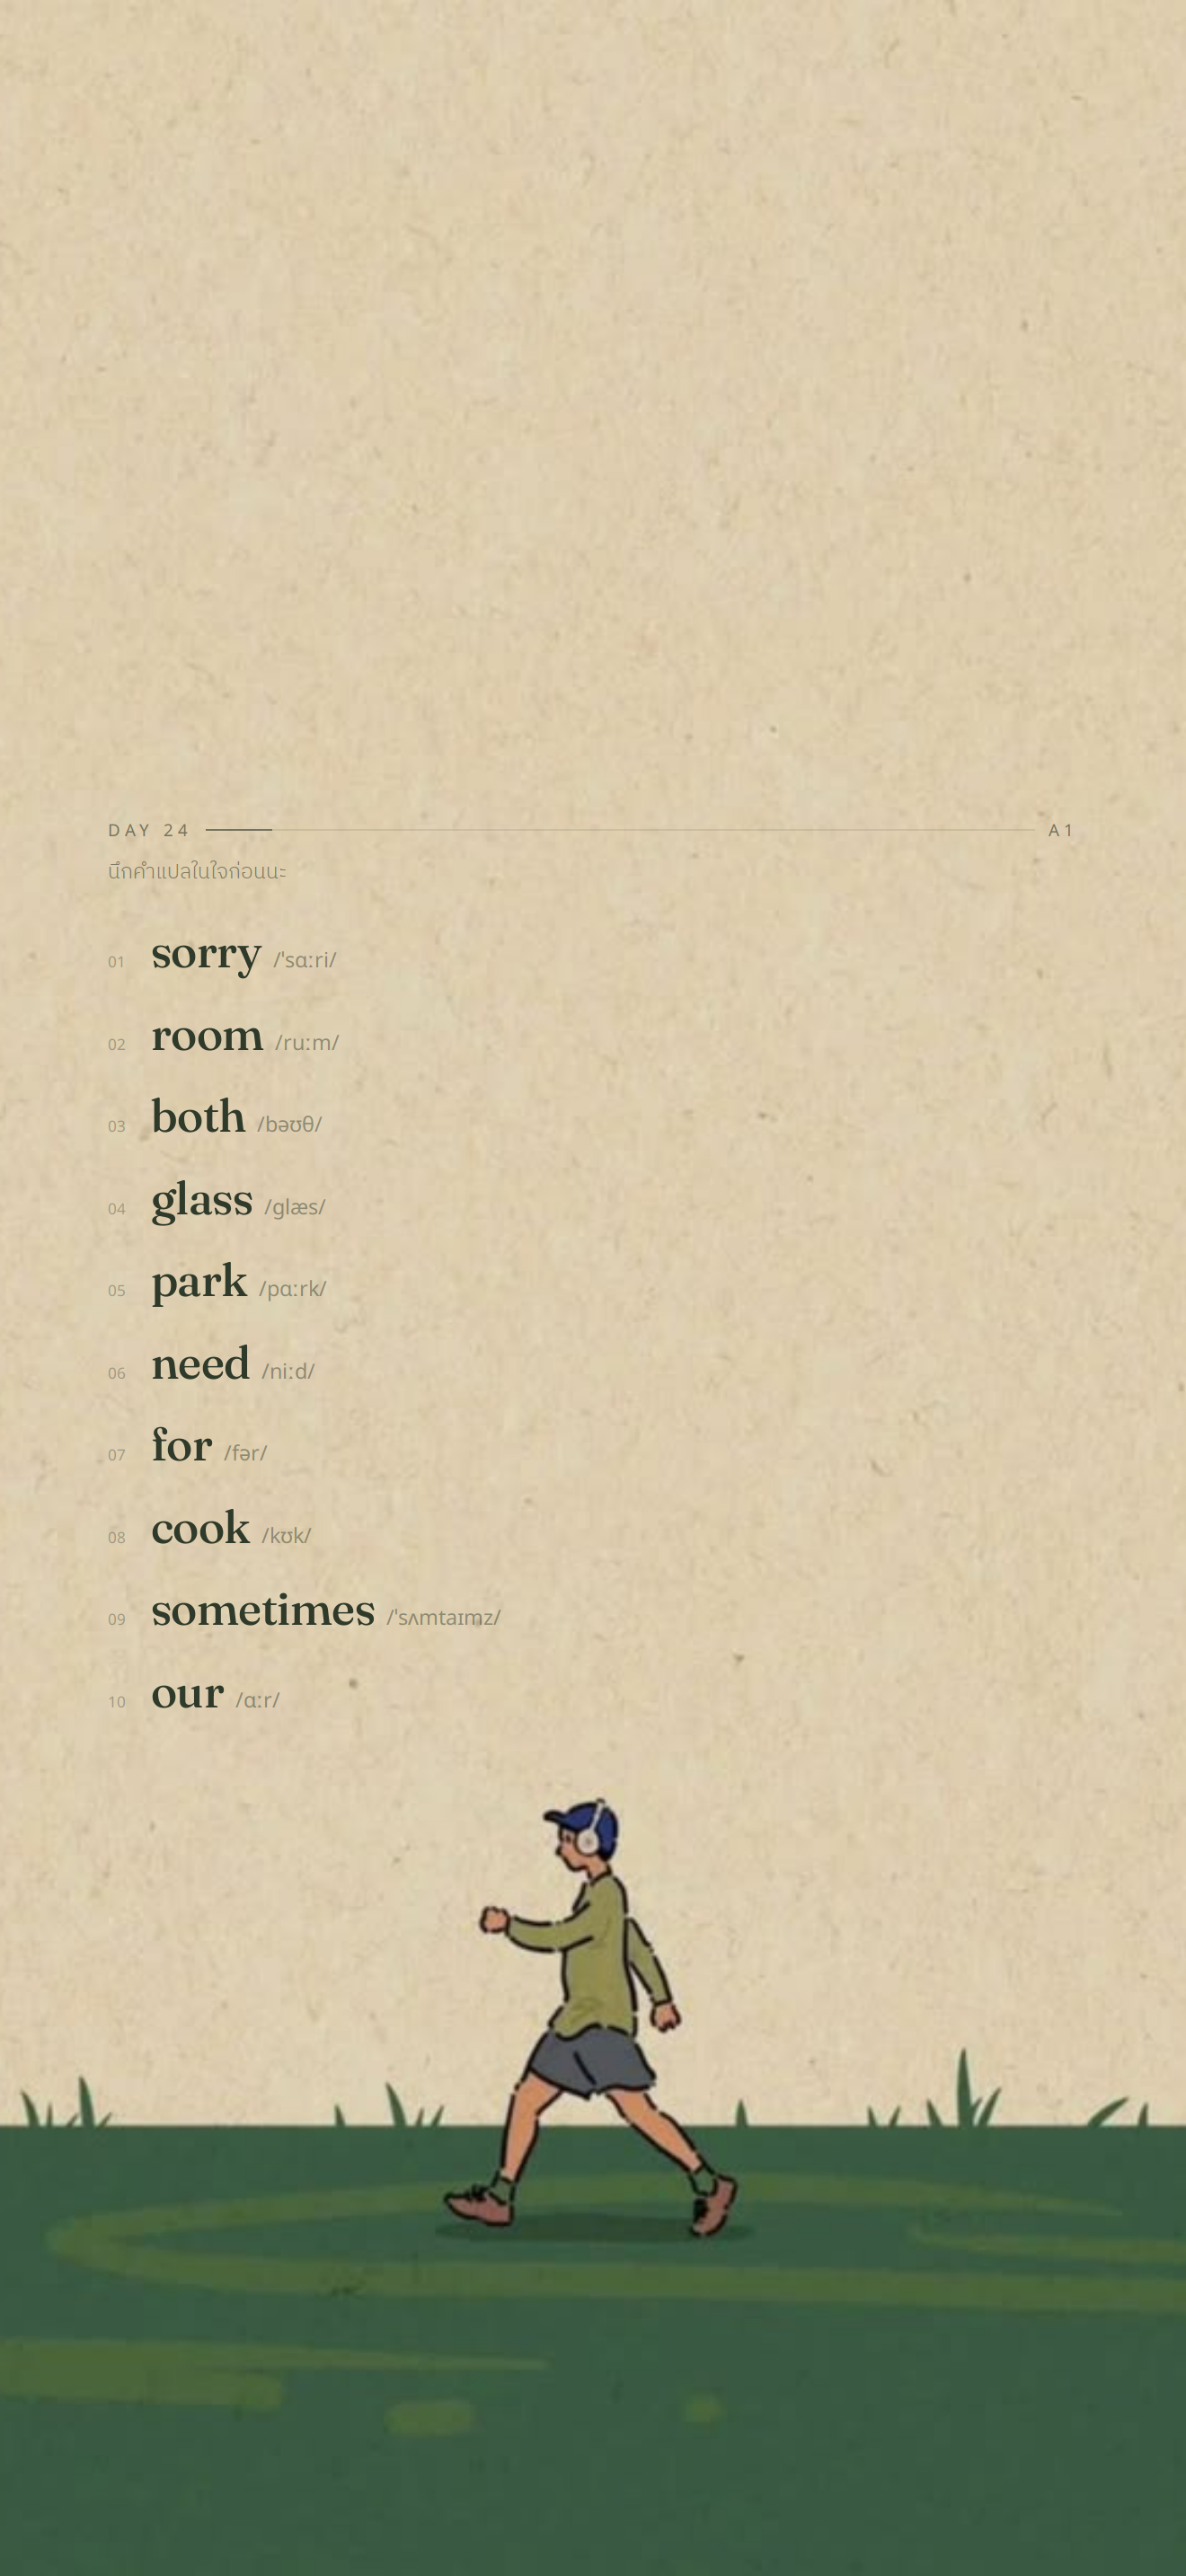 DAY 24 A1
นึกคำแปลในใจก่อนนะ
01 sorry /ˈsɑːri/
02 room /ruːm/
03 both /bəʊθ/
04 glass /ɡlæs/
05 park /pɑːrk/
06 need /niːd/
07 for /fər/
08 cook /kʊk/
09 sometimes /ˈsʌmtaɪmz/
10 our /ɑːr/